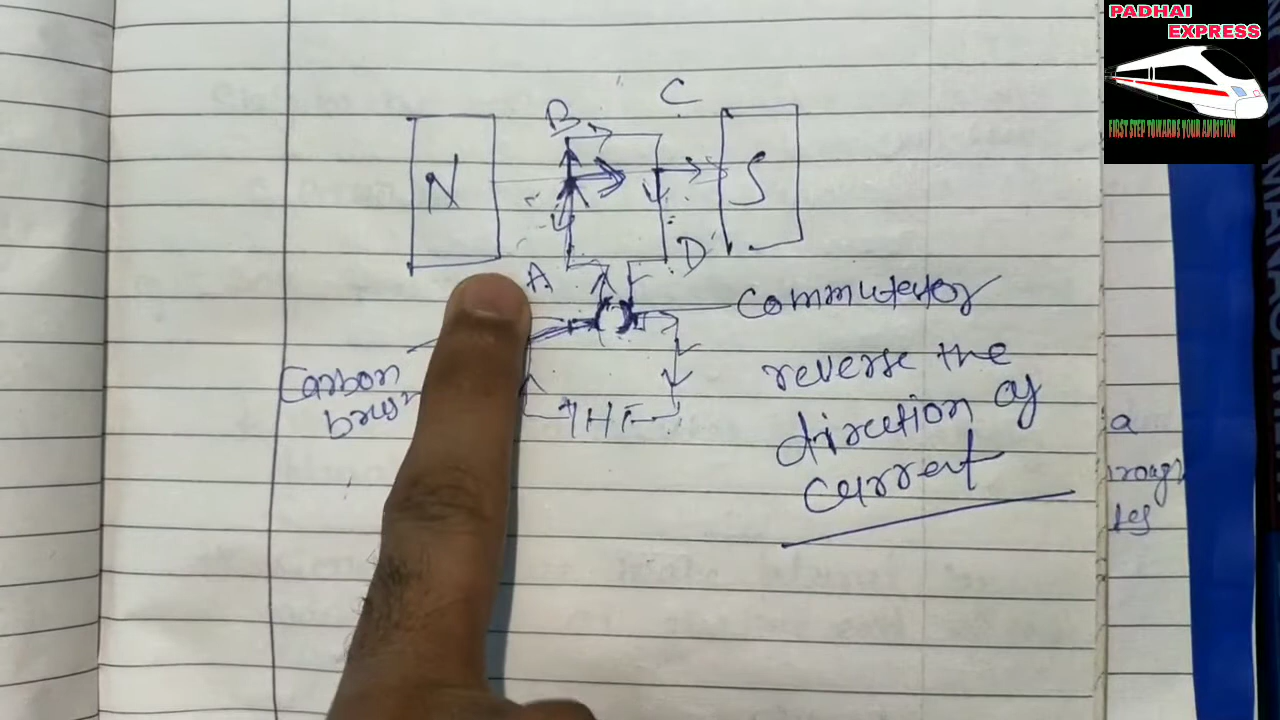 PADHAI
EXPRESS
FIRST STEP TOWARDS YOUR AMBITION
B
C
N
S
A
D
commutator
carbon
brush
reverse the
direction of
current
a